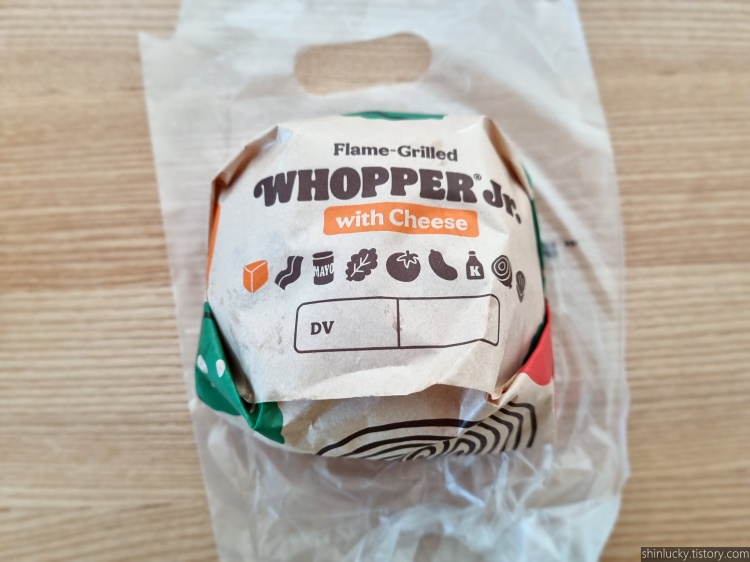 Flame-Grilled
WHOPPER® Jr.
with Cheese
MAYO
K
DV
shinlucky.tistory.com